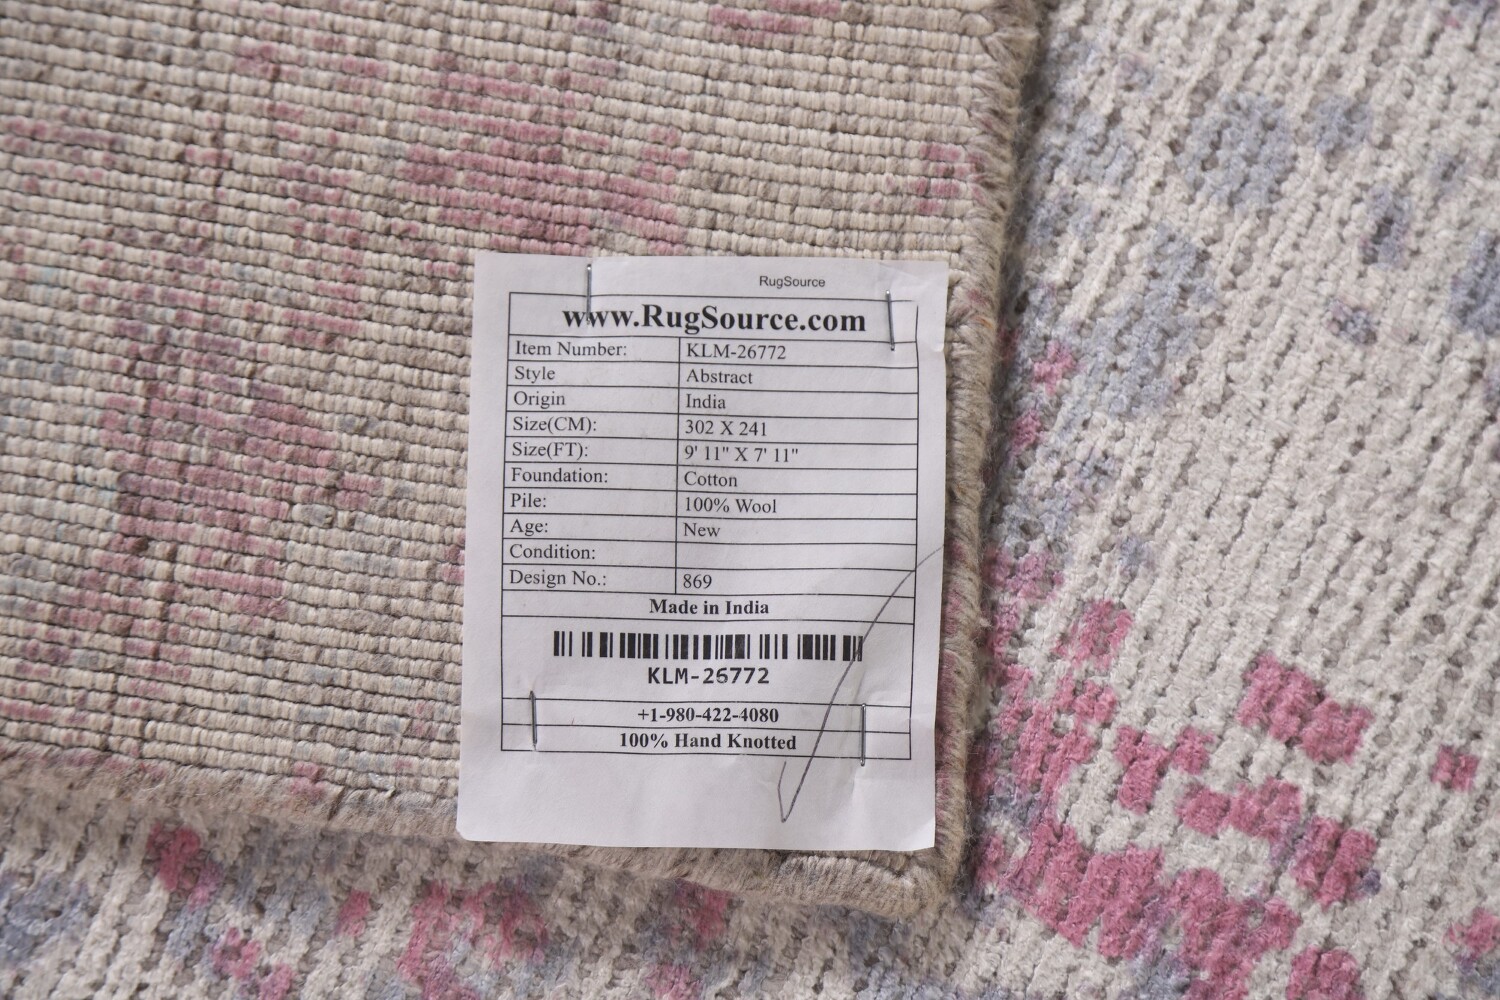 RugSource
www.RugSource.com
Item Number: KLM-26772
Style Abstract
Origin India
Size(CM): 302 X 241
Size(FT): 9' 11" X 7' 11"
Foundation: Cotton
Pile: 100% Wool
Age: New
Condition:
Design No.: 869
Made in India
KLM-26772
+1-980-422-4080
100% Hand Knotted